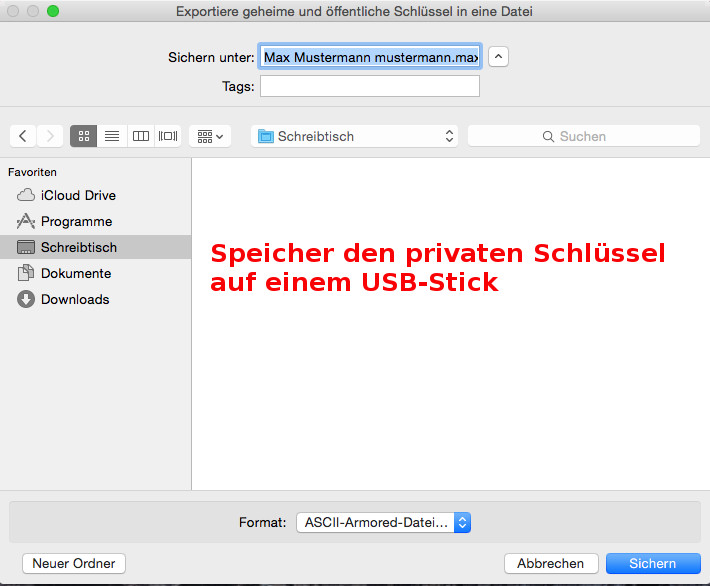 Exportiere geheime und öffentliche Schlüssel in eine Datei
Sichern unter: Max Mustermann mustermann.max
Tags:
Schreibtisch
Suchen
Favoriten
iCloud Drive
Programme
Schreibtisch
Dokumente
Downloads
Speicher den privaten Schlüssel
auf einem USB-Stick
Format: ASCII-Armored-Datei...
Neuer Ordner
Abbrechen
Sichern